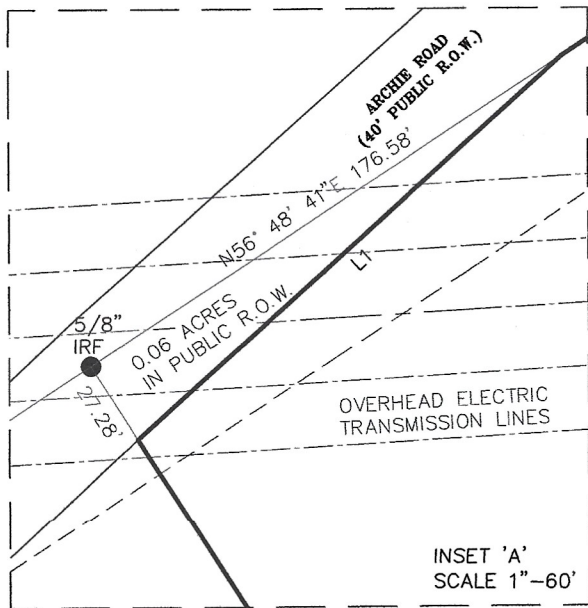 ARCHIE ROAD
(40' PUBLIC R.O.W.)
N56° 48' 41"E 176.58'
L1
0.06 ACRES
IN PUBLIC R.O.W.
5/8"
IRF
27.28'
OVERHEAD ELECTRIC
TRANSMISSION LINES
INSET 'A'
SCALE 1"-60'